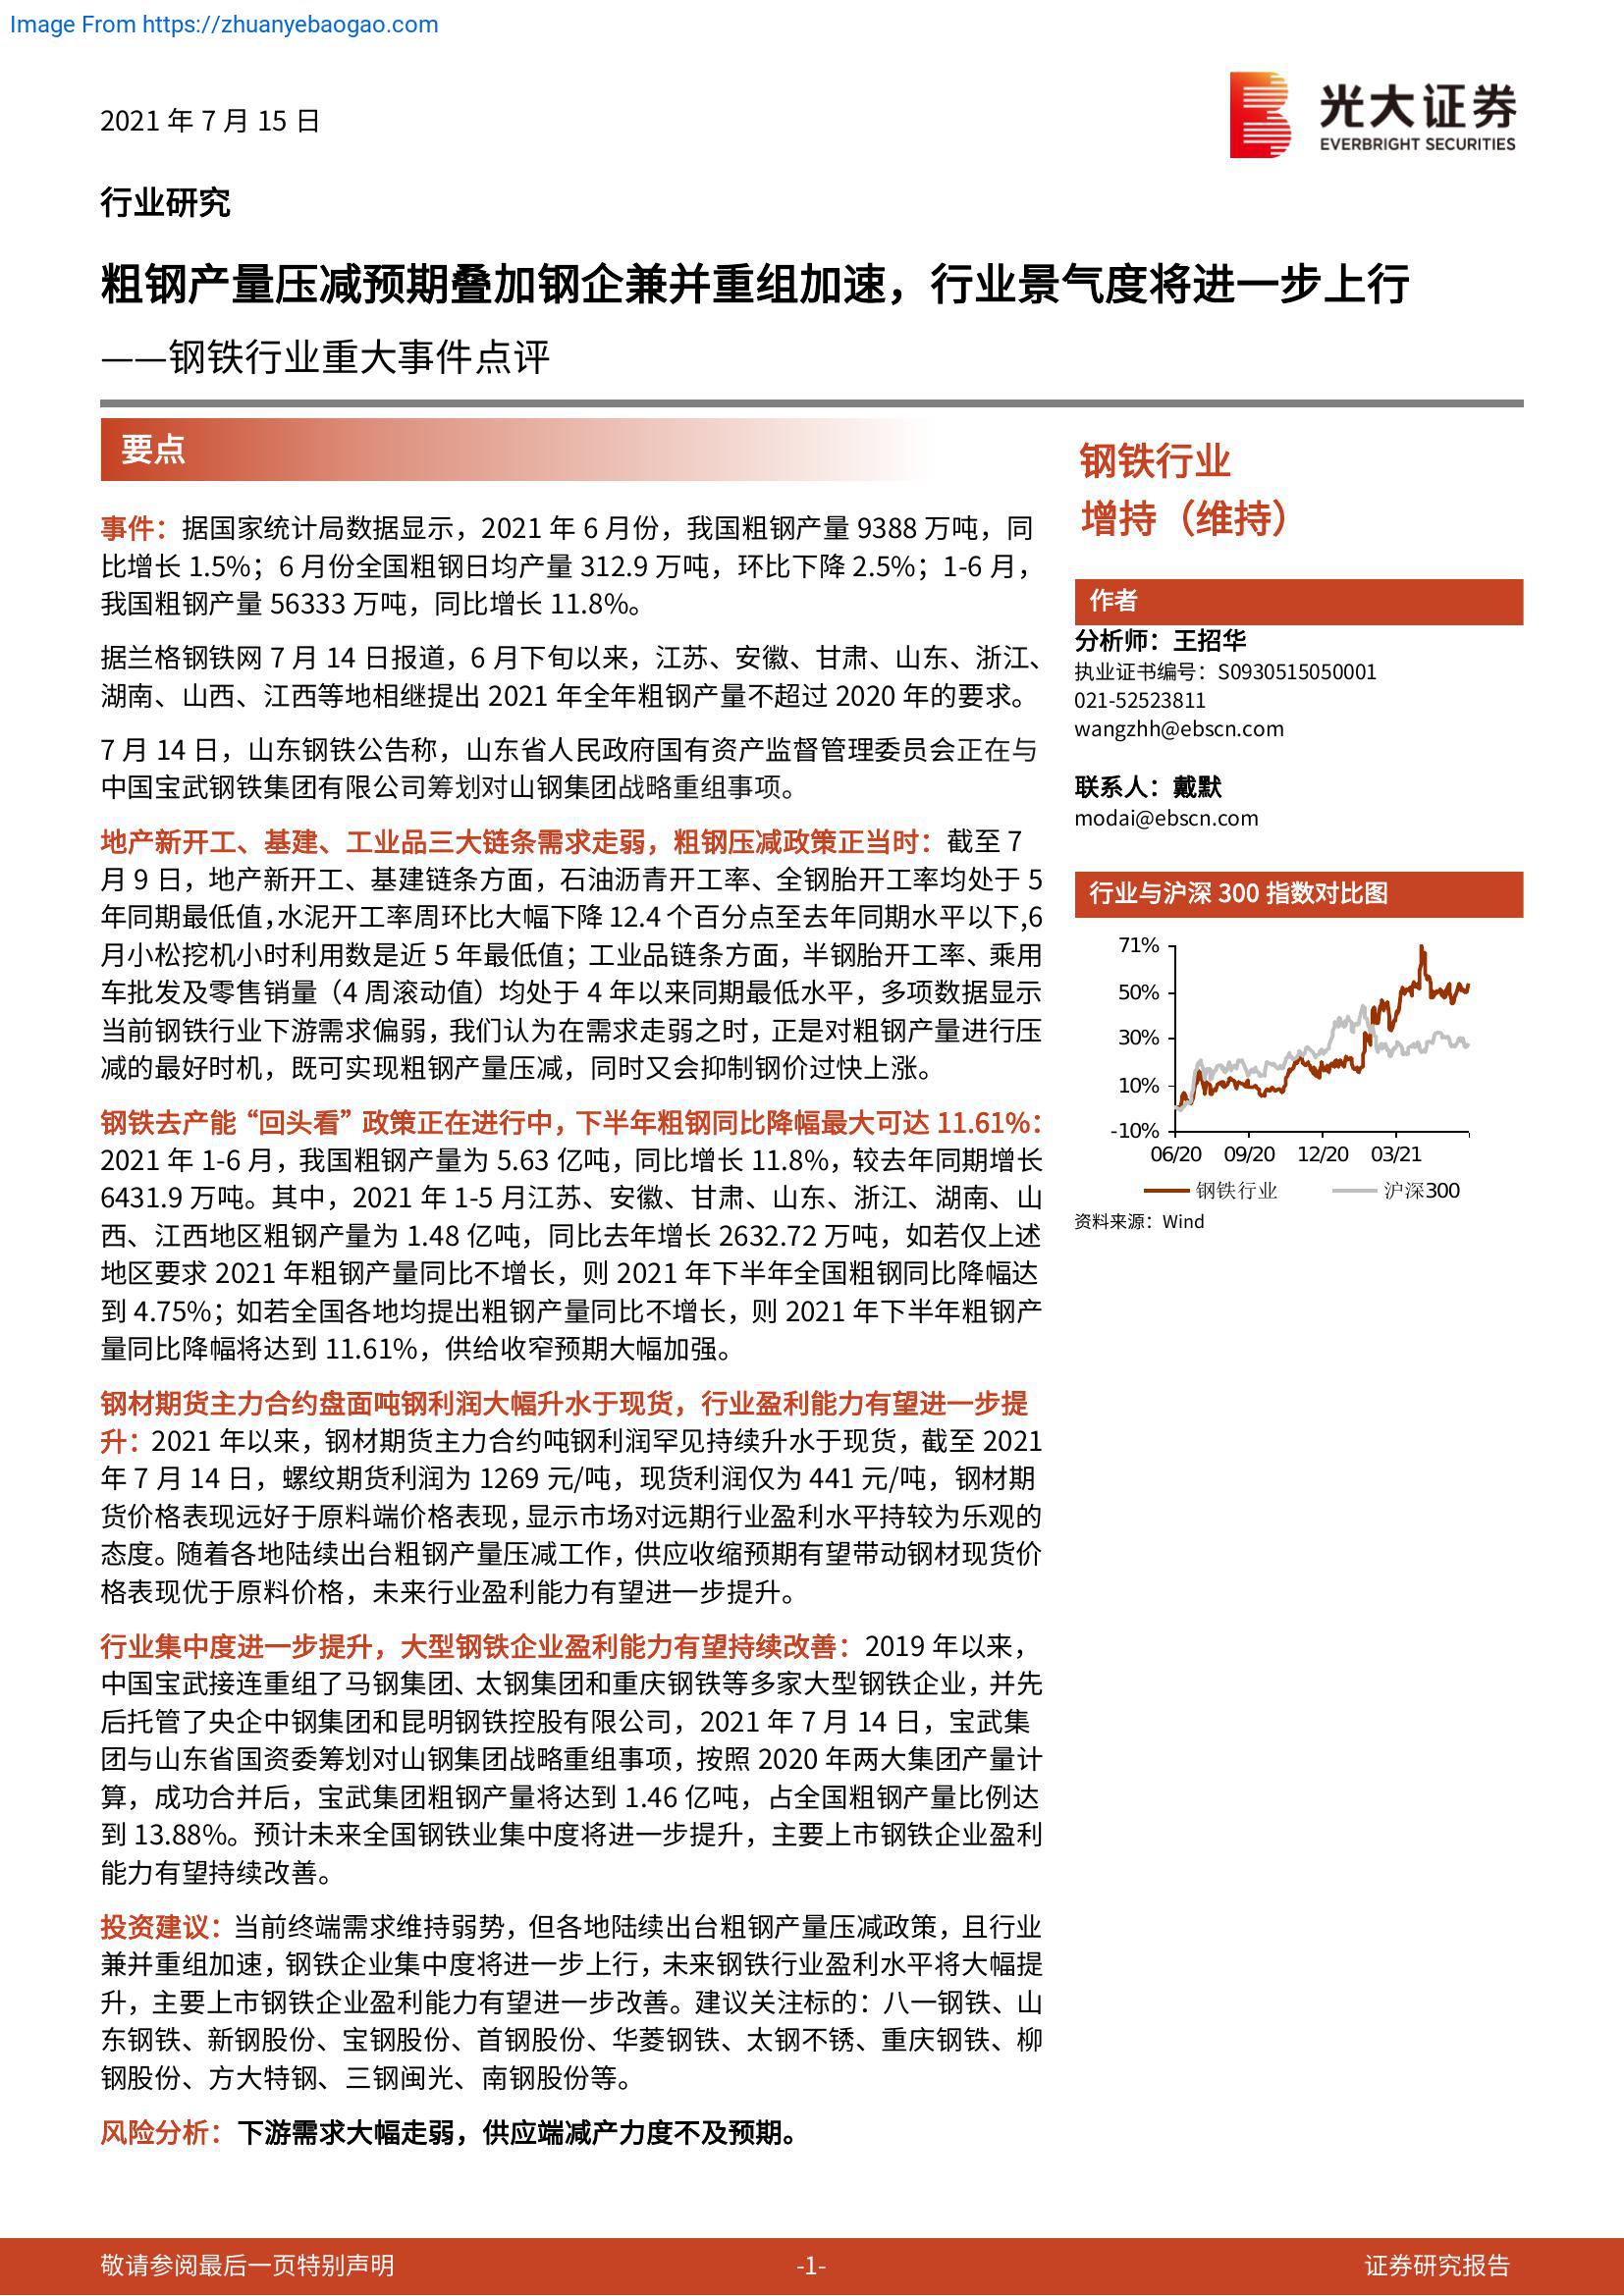 Image From https://zhuanyebaogao.com
2021 年 7 月 15 日
光大证券
EVERBRIGHT SECURITIES
行业研究
粗钢产量压减预期叠加钢企兼并重组加速，行业景气度将进一步上行
——钢铁行业重大事件点评
要点
事件：据国家统计局数据显示，2021 年 6 月份，我国粗钢产量 9388 万吨，同
比增长 1.5%；6 月份全国粗钢日均产量 312.9 万吨，环比下降 2.5%；1-6 月，
我国粗钢产量 56333 万吨，同比增长 11.8%。
据兰格钢铁网 7 月 14 日报道，6 月下旬以来，江苏、安徽、甘肃、山东、浙江、
湖南、山西、江西等地相继提出 2021 年全年粗钢产量不超过 2020 年的要求。
7 月 14 日，山东钢铁公告称，山东省人民政府国有资产监督管理委员会正在与
中国宝武钢铁集团有限公司筹划对山钢集团战略重组事项。
地产新开工、基建、工业品三大链条需求走弱，粗钢压减政策正当时：截至 7
月 9 日，地产新开工、基建链条方面，石油沥青开工率、全钢胎开工率均处于 5
年同期最低值，水泥开工率周环比大幅下降 12.4 个百分点至去年同期水平以下,6
月小松挖机小时利用数是近 5 年最低值；工业品链条方面，半钢胎开工率、乘用
车批发及零售销量（4 周滚动值）均处于 4 年以来同期最低水平，多项数据显示
当前钢铁行业下游需求偏弱，我们认为在需求走弱之时，正是对粗钢产量进行压
减的最好时机，既可实现粗钢产量压减，同时又会抑制钢价过快上涨。
钢铁去产能“回头看”政策正在进行中，下半年粗钢同比降幅最大可达 11.61%：
2021 年 1-6 月，我国粗钢产量为 5.63 亿吨，同比增长 11.8%，较去年同期增长
6431.9 万吨。其中，2021 年 1-5 月江苏、安徽、甘肃、山东、浙江、湖南、山
西、江西地区粗钢产量为 1.48 亿吨，同比去年增长 2632.72 万吨，如若仅上述
地区要求 2021 年粗钢产量同比不增长，则 2021 年下半年全国粗钢同比降幅达
到 4.75%；如若全国各地均提出粗钢产量同比不增长，则 2021 年下半年粗钢产
量同比降幅将达到 11.61%，供给收窄预期大幅加强。
钢材期货主力合约盘面吨钢利润大幅升水于现货，行业盈利能力有望进一步提
升：2021 年以来，钢材期货主力合约吨钢利润罕见持续升水于现货，截至 2021
年 7 月 14 日，螺纹期货利润为 1269 元/吨，现货利润仅为 441 元/吨，钢材期
货价格表现远好于原料端价格表现，显示市场对远期行业盈利水平持较为乐观的
态度。随着各地陆续出台粗钢产量压减工作，供应收缩预期有望带动钢材现货价
格表现优于原料价格，未来行业盈利能力有望进一步提升。
行业集中度进一步提升，大型钢铁企业盈利能力有望持续改善：2019 年以来，
中国宝武接连重组了马钢集团、太钢集团和重庆钢铁等多家大型钢铁企业，并先
后托管了央企中钢集团和昆明钢铁控股有限公司，2021 年 7 月 14 日，宝武集
团与山东省国资委筹划对山钢集团战略重组事项，按照 2020 年两大集团产量计
算，成功合并后，宝武集团粗钢产量将达到 1.46 亿吨，占全国粗钢产量比例达
到 13.88%。预计未来全国钢铁业集中度将进一步提升，主要上市钢铁企业盈利
能力有望持续改善。
投资建议：当前终端需求维持弱势，但各地陆续出台粗钢产量压减政策，且行业
兼并重组加速，钢铁企业集中度将进一步上行，未来钢铁行业盈利水平将大幅提
升，主要上市钢铁企业盈利能力有望进一步改善。建议关注标的：八一钢铁、山
东钢铁、新钢股份、宝钢股份、首钢股份、华菱钢铁、太钢不锈、重庆钢铁、柳
钢股份、方大特钢、三钢闽光、南钢股份等。
风险分析：下游需求大幅走弱，供应端减产力度不及预期。
钢铁行业
增持（维持）
作者
分析师：王招华
执业证书编号：S0930515050001
021-52523811
wangzhh@ebscn.com
联系人：戴默
modai@ebscn.com
行业与沪深 300 指数对比图
71%
50%
30%
10%
-10%
06/20 09/20 12/20 03/21
钢铁行业 沪深300
资料来源：Wind
敬请参阅最后一页特别声明 -1- 证券研究报告